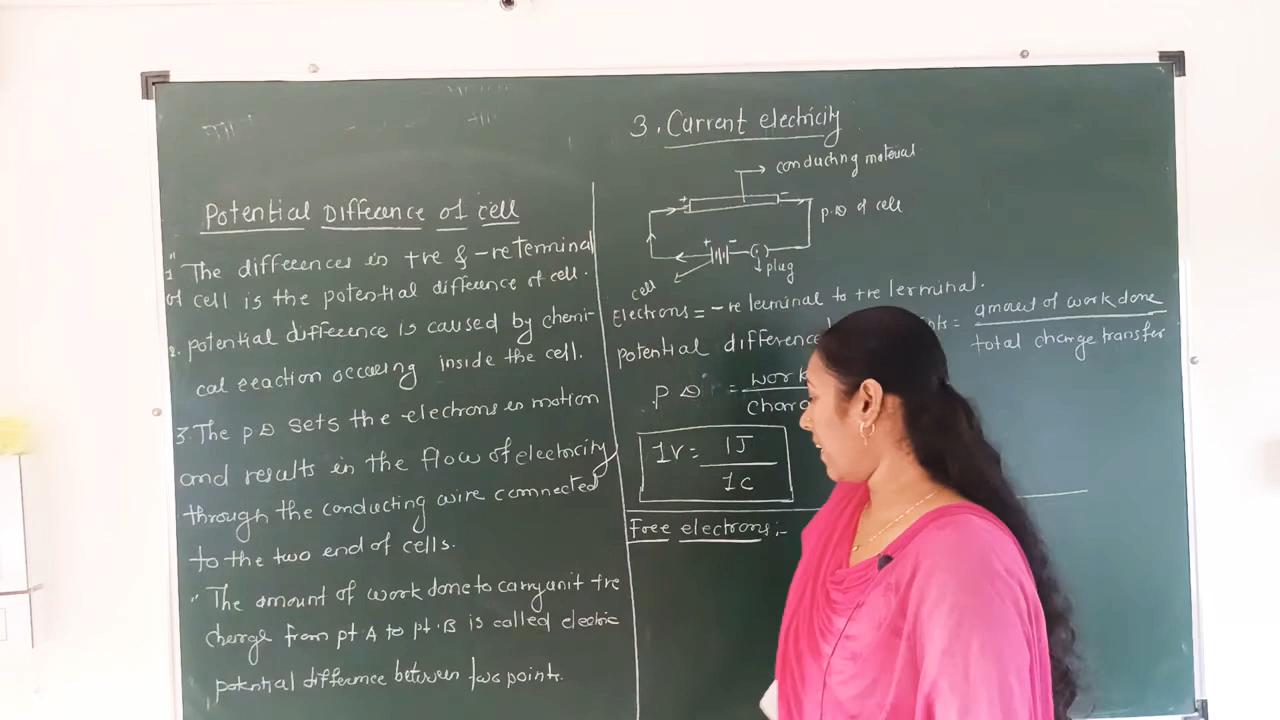 3. Current electricity
conducting material
+ -
P.D of cell
+ -
plug
cell
Electrons = -ve terminal to +ve terminal.
potential difference = amount of work done
total charge transfer
P D = work
1V = 1J
1C
Free electrons:-
Potential Difference of cell
1. The differences in +ve & -ve terminal
of cell is the potential difference of cell.
2. potential difference is caused by chemi-
cal reaction occuring inside the cell.
3. The P D sets the electrons in motion
and results in the flow of electricity
through the conducting wire connected
to the two end of cells.
" The amount of work done to carry unit +ve
charge from pt A to pt. B is called electric
potential difference between two points.